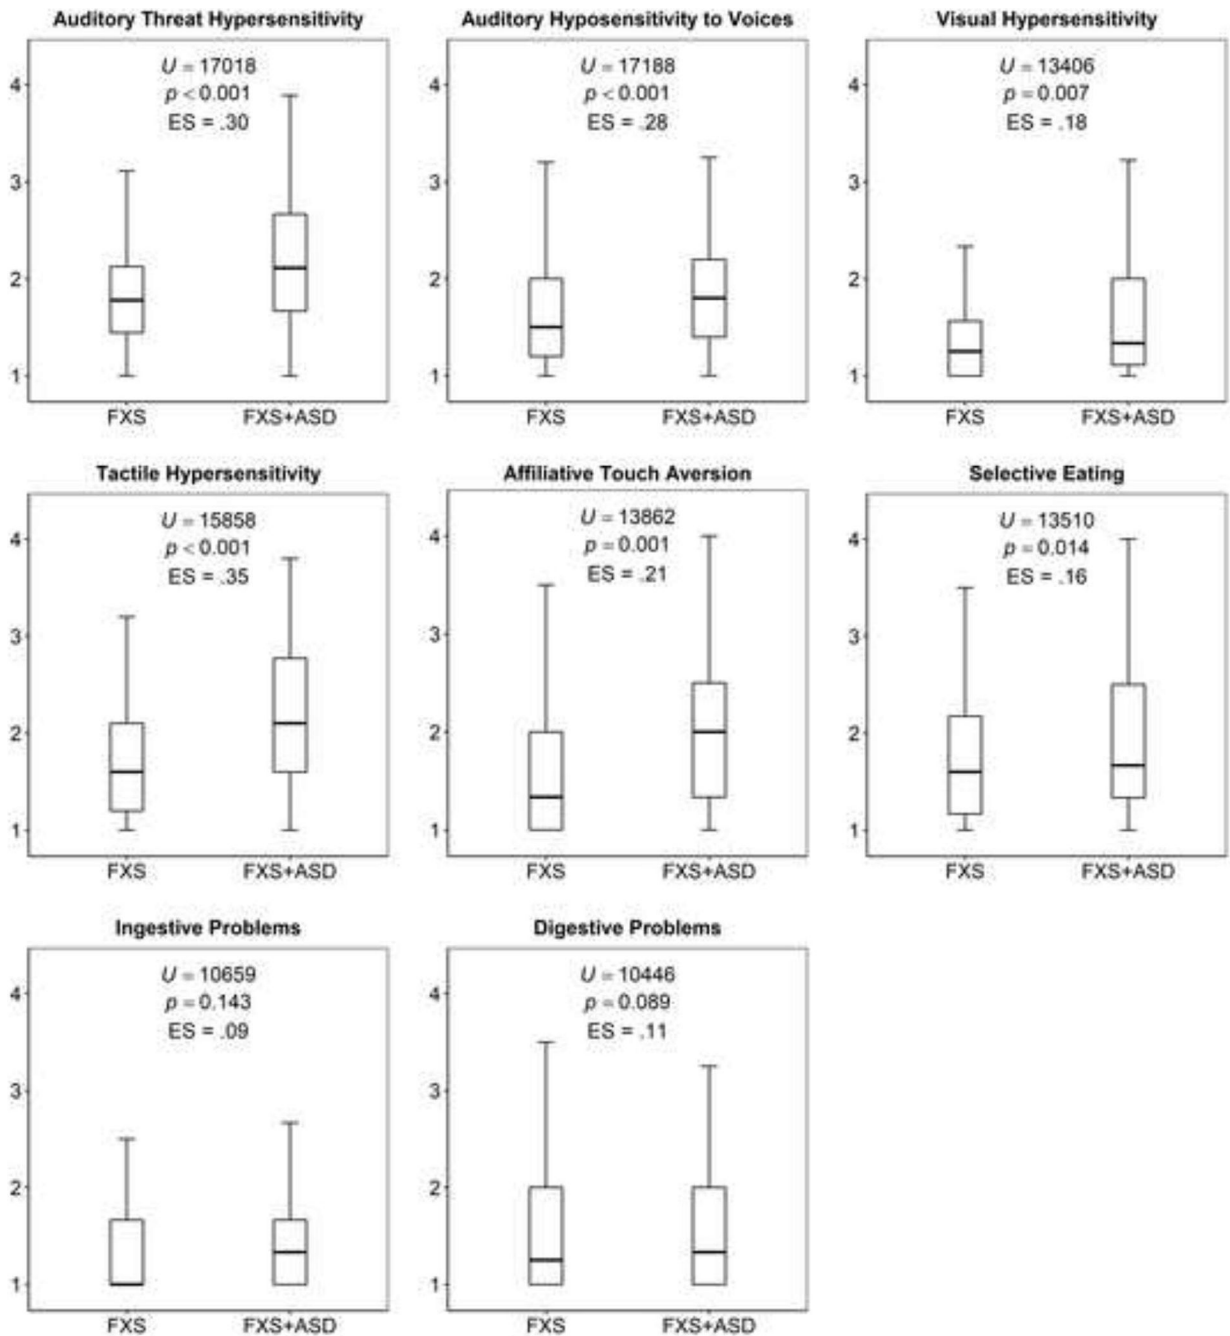 Auditory Threat Hypersensitivity
U = 17018
p < 0.001
ES = .30
4
3
2
1
FXS FXS+ASD
Auditory Hyposensitivity to Voices
U = 17188
p < 0.001
ES = .28
4
3
2
1
FXS FXS+ASD
Visual Hypersensitivity
U = 13406
p = 0.007
ES = .18
4
3
2
1
FXS FXS+ASD
Tactile Hypersensitivity
U = 15858
p < 0.001
ES = .35
4
3
2
1
FXS FXS+ASD
Affiliative Touch Aversion
U = 13862
p = 0.001
ES = .21
4
3
2
1
FXS FXS+ASD
Selective Eating
U = 13510
p = 0.014
ES = .16
4
3
2
1
FXS FXS+ASD
Ingestive Problems
U = 10659
p = 0.143
ES = .09
4
3
2
1
FXS FXS+ASD
Digestive Problems
U = 10446
p = 0.089
ES = .11
4
3
2
1
FXS FXS+ASD